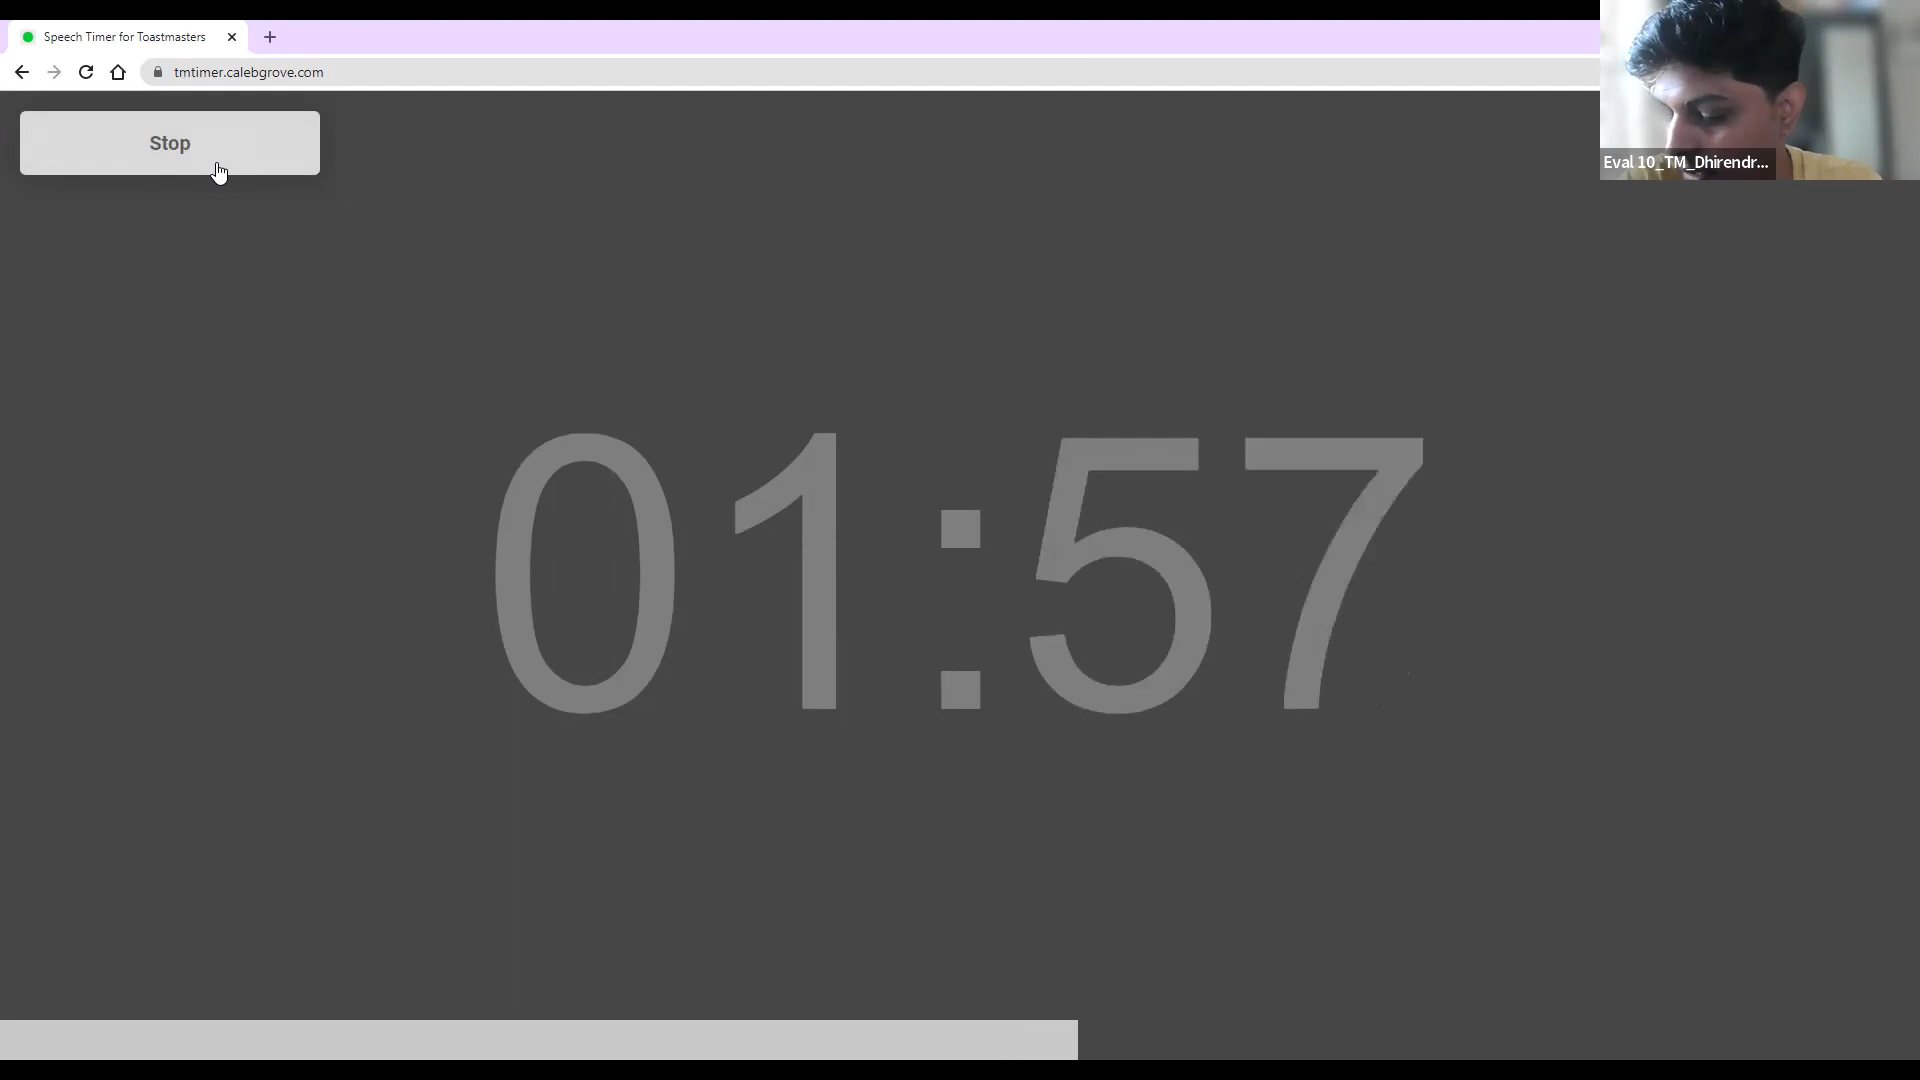 Speech Timer for Toastmasters
tmtimer.calebgrove.com
Stop
Eval 10_TM_Dhirendr...
01:57